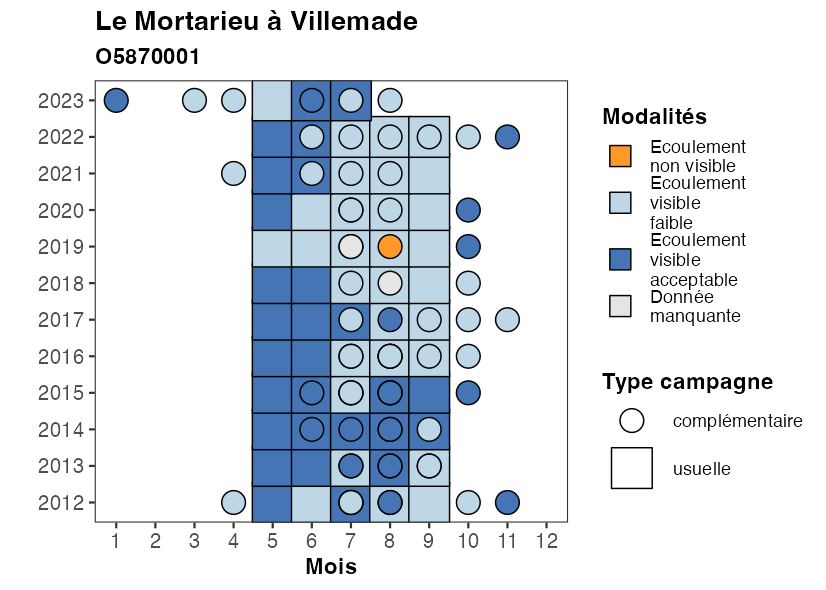 Le Mortarieu à Villemade
O5870001
2023
2022
2021
2020
2019
2018
2017
2016
2015
2014
2013
2012
1 2 3 4 5 6 7 8 9 10 11 12
Mois
Modalités
Ecoulement
non visible
Ecoulement
visible
faible
Ecoulement
visible
acceptable
Donnée
manquante
Type campagne
complémentaire
usuelle